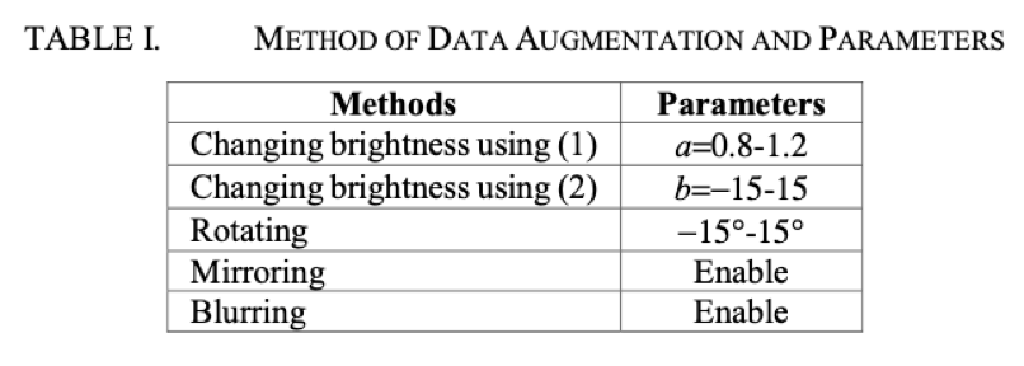 TABLE I. METHOD OF DATA AUGMENTATION AND PARAMETERS
Methods Parameters
Changing brightness using (1) a=0.8-1.2
Changing brightness using (2) b=−15-15
Rotating −15°-15°
Mirroring Enable
Blurring Enable